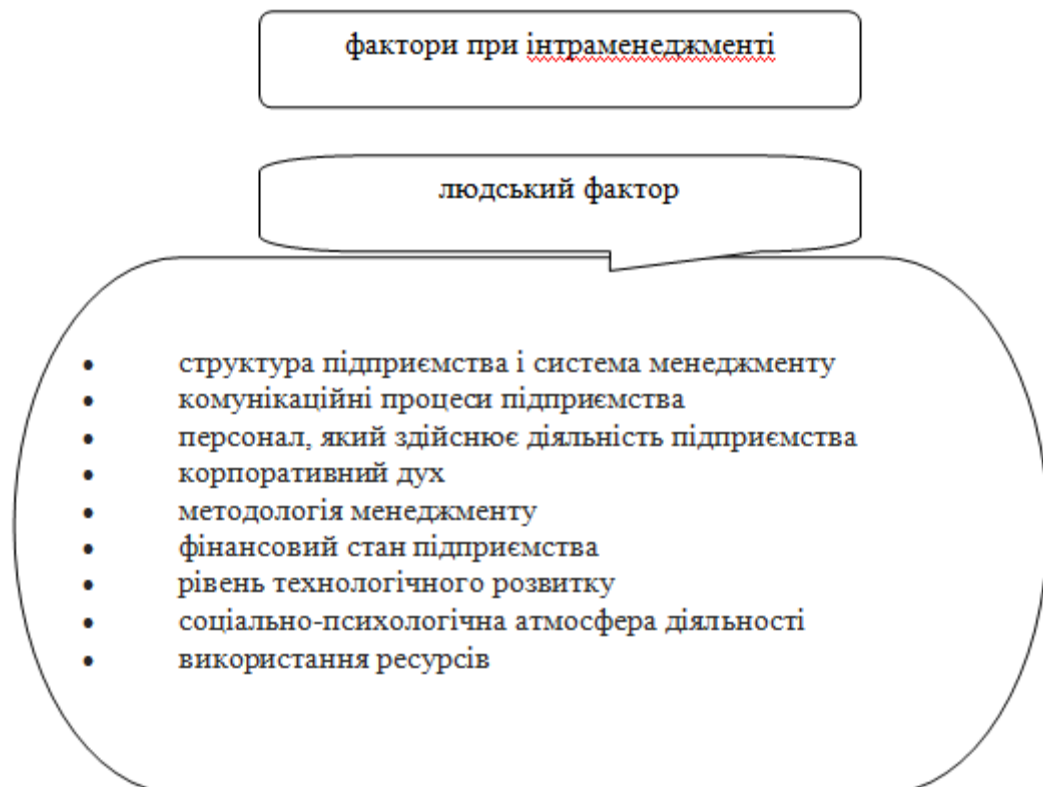 фактори при інтраменеджменті
людський фактор
• структура підприємства і система менеджменту
• комунікаційні процеси підприємства
• персонал, який здійснює діяльність підприємства
• корпоративний дух
• методологія менеджменту
• фінансовий стан підприємства
• рівень технологічного розвитку
• соціально-психологічна атмосфера діяльності
• використання ресурсів